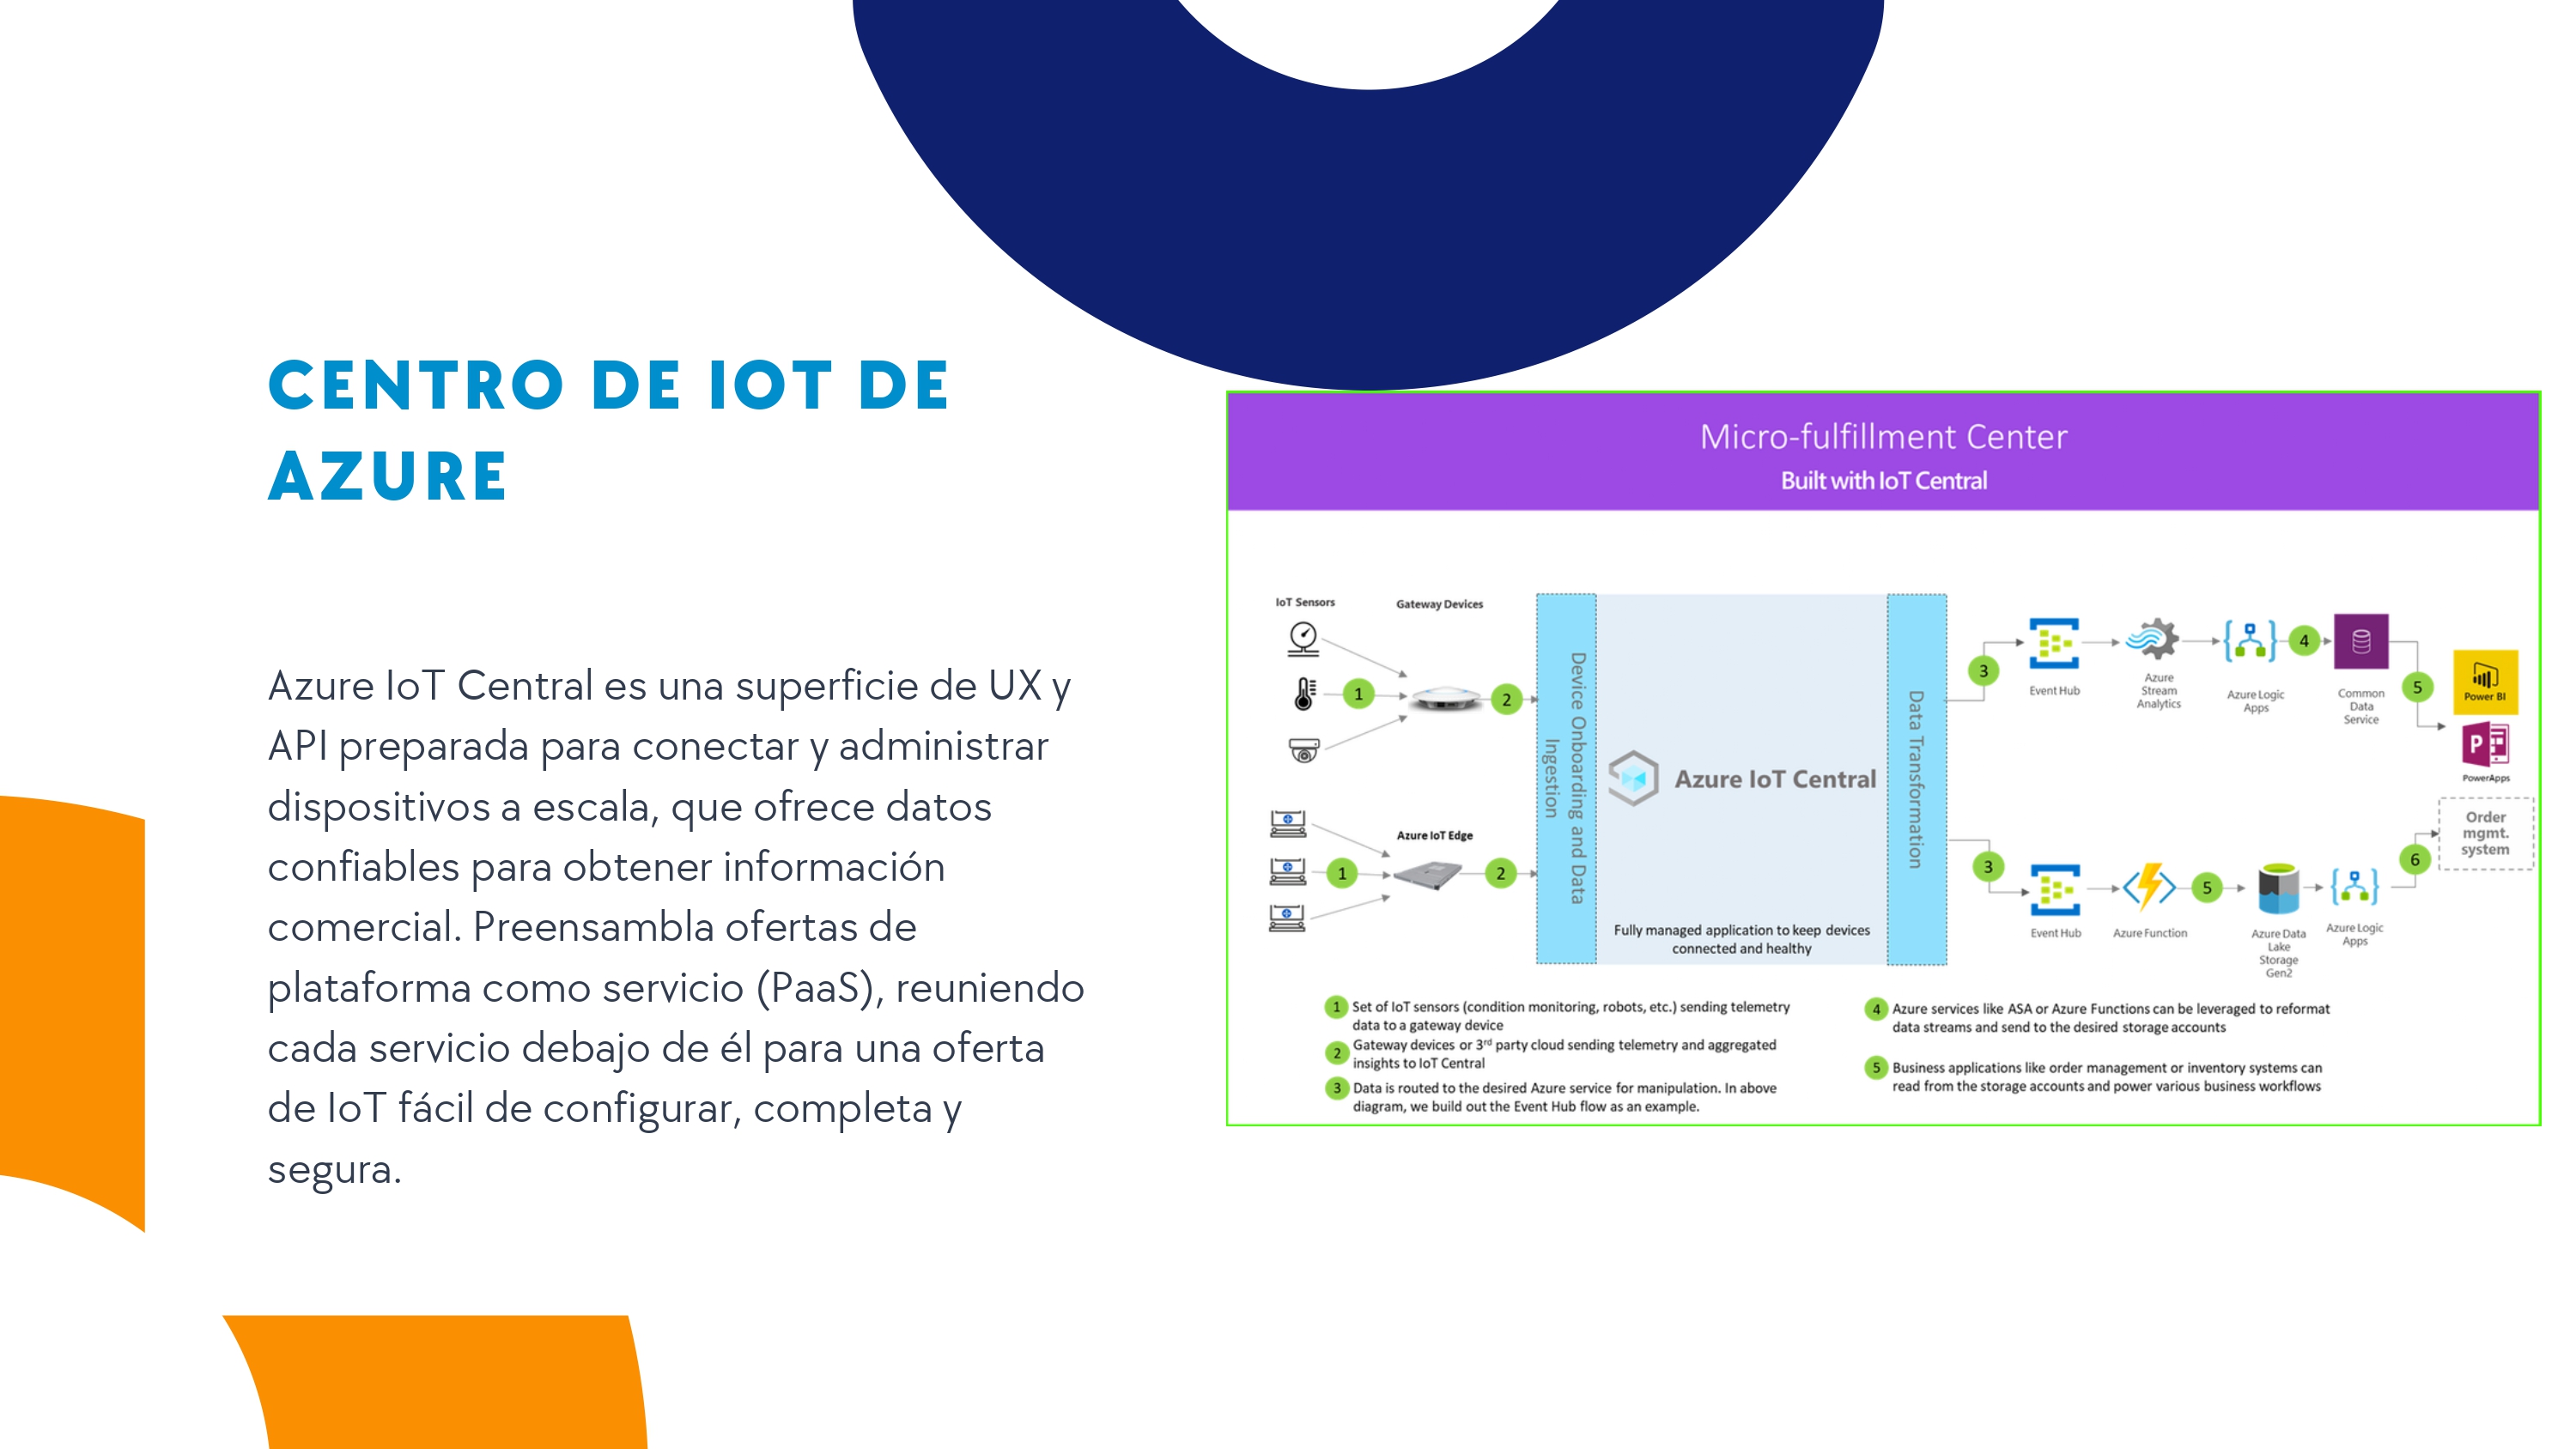 CENTRO DE IOT DE
AZURE
Azure IoT Central es una superficie de UX y
API preparada para conectar y administrar
dispositivos a escala, que ofrece datos
confiables para obtener información
comercial. Preensambla ofertas de
plataforma como servicio (PaaS), reuniendo
cada servicio debajo de él para una oferta
de IoT fácil de configurar, completa y
segura.
Micro-fulfillment Center
Built with IoT Central
IoT Sensors
Gateway Devices
1
2
Azure IoT Edge
1
2
Device Onboarding and Data
Ingestion
Azure IoT Central
Fully managed application to keep devices
connected and healthy
Data Transformation
3
Event Hub
Azure
Stream
Analytics
Azure Logic
Apps
4
Common
Data
Service
5
Power BI
P
PowerApps
3
Event Hub
Azure Function
5
Azure Data
Lake
Storage
Gen2
Azure Logic
Apps
6
Order
mgmt.
system
1 Set of IoT sensors (condition monitoring, robots, etc.) sending telemetry
data to a gateway device
2 Gateway devices or 3rd party cloud sending telemetry and aggregated
insights to IoT Central
3 Data is routed to the desired Azure service for manipulation. In above
diagram, we build out the Event Hub flow as an example.
4 Azure services like ASA or Azure Functions can be leveraged to reformat
data streams and send to the desired storage accounts
5 Business applications like order management or inventory systems can
read from the storage accounts and power various business workflows